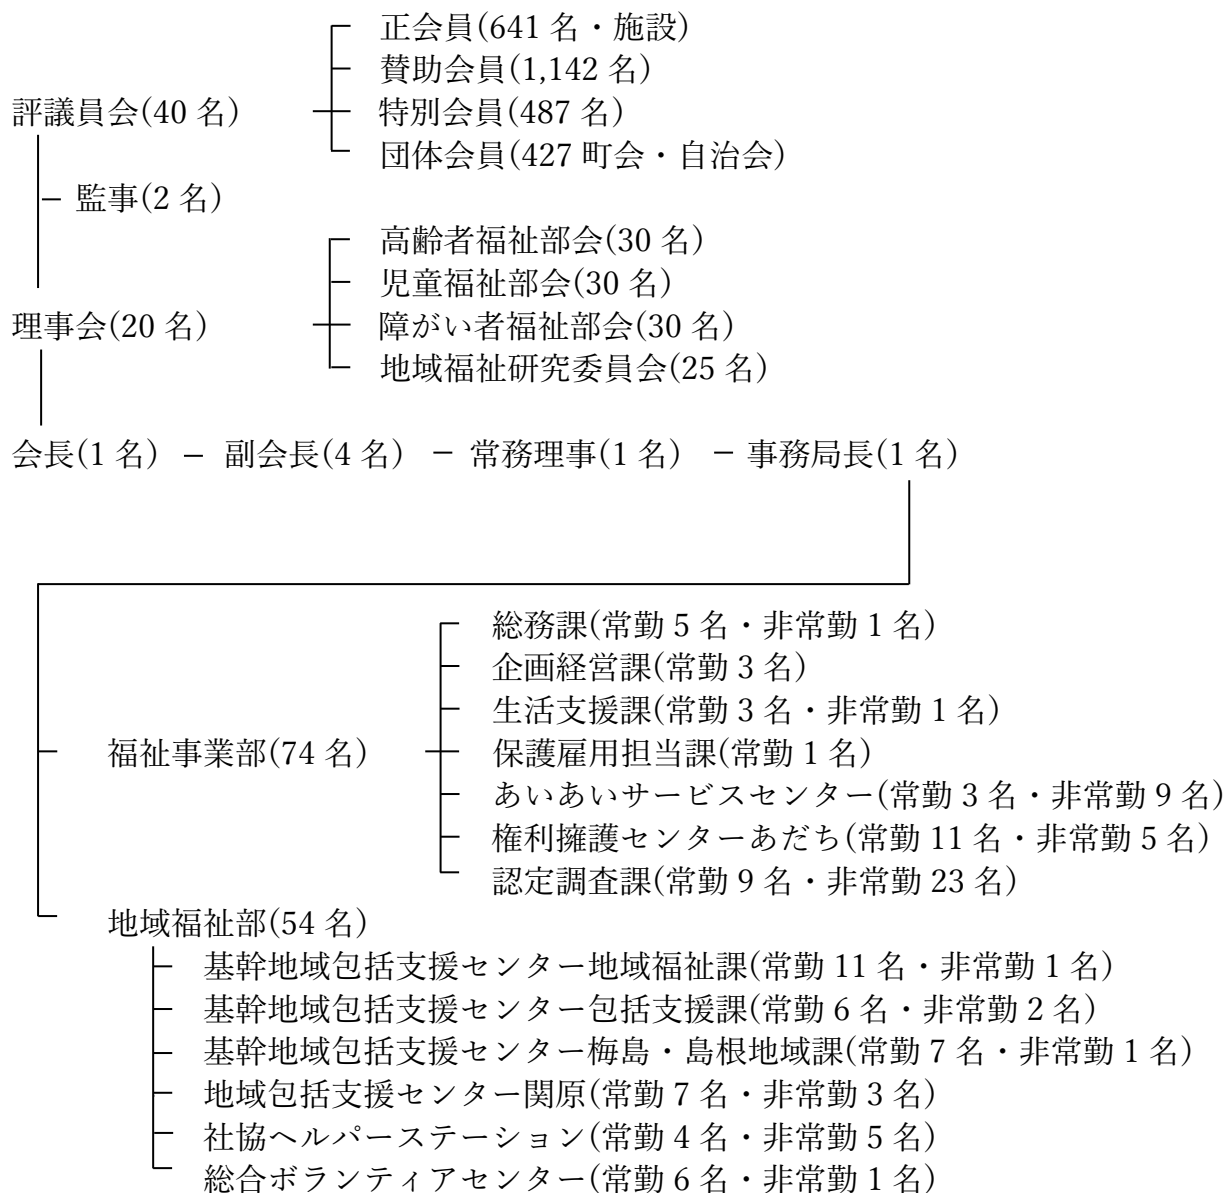 正会員(641 名・施設)
賛助会員(1,142 名)
評議員会(40 名) 特別会員(487 名)
団体会員(427 町会・自治会)
監事(2 名)
高齢者福祉部会(30 名)
児童福祉部会(30 名)
理事会(20 名) 障がい者福祉部会(30 名)
地域福祉研究委員会(25 名)
会長(1 名) － 副会長(4 名) － 常務理事(1 名) － 事務局長(1 名)
総務課(常勤 5 名・非常勤 1 名)
企画経営課(常勤 3 名)
生活支援課(常勤 3 名・非常勤 1 名)
福祉事業部(74 名) 保護雇用担当課(常勤 1 名)
あいあいサービスセンター(常勤 3 名・非常勤 9 名)
権利擁護センターあだち(常勤 11 名・非常勤 5 名)
認定調査課(常勤 9 名・非常勤 23 名)
地域福祉部(54 名)
基幹地域包括支援センター地域福祉課(常勤 11 名・非常勤 1 名)
基幹地域包括支援センター包括支援課(常勤 6 名・非常勤 2 名)
基幹地域包括支援センター梅島・島根地域課(常勤 7 名・非常勤 1 名)
地域包括支援センター関原(常勤 7 名・非常勤 3 名)
社協ヘルパーステーション(常勤 4 名・非常勤 5 名)
総合ボランティアセンター(常勤 6 名・非常勤 1 名)